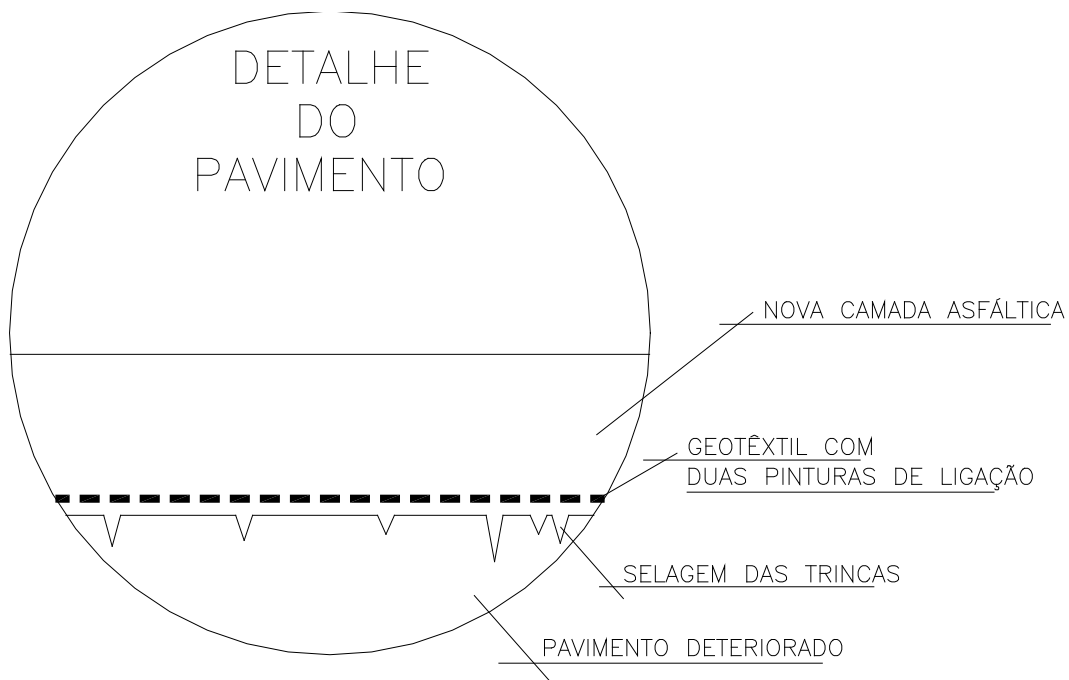 DETALHE
DO
PAVIMENTO
NOVA CAMADA ASFÁLTICA
GEOTÊXTIL COM
DUAS PINTURAS DE LIGAÇÃO
SELAGEM DAS TRINCAS
PAVIMENTO DETERIORADO